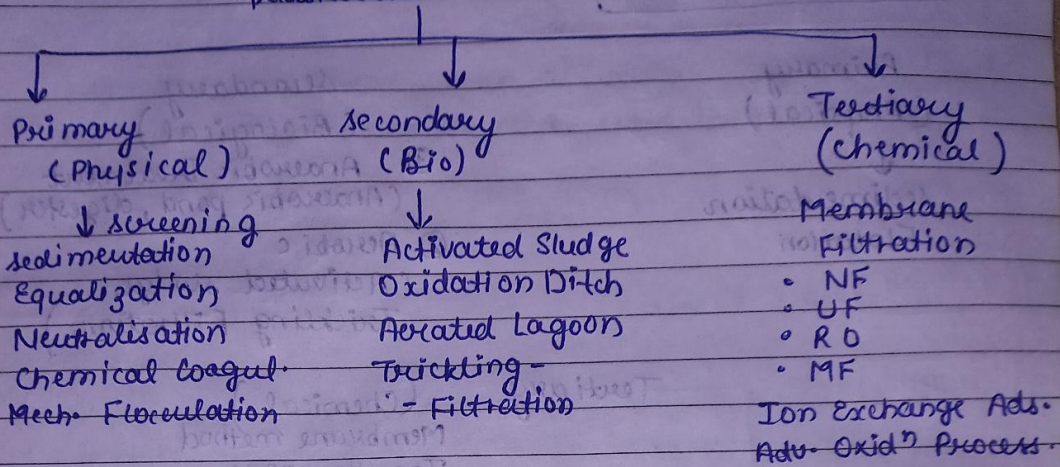 Primary
(Physical)
screening
sedimentation
Equalization
Neutralisation
Chemical Coagul.
Mech. Flocculation
secondary
(Bio)
Activated Sludge
Oxidation Ditch
Aerated Lagoon
Trickling -
- Filtration
Tertiary
(Chemical)
Membrane
Filtration
• NF
• UF
• RO
• MF
Ion Exchange Ads.
Adv. Oxidⁿ Process.